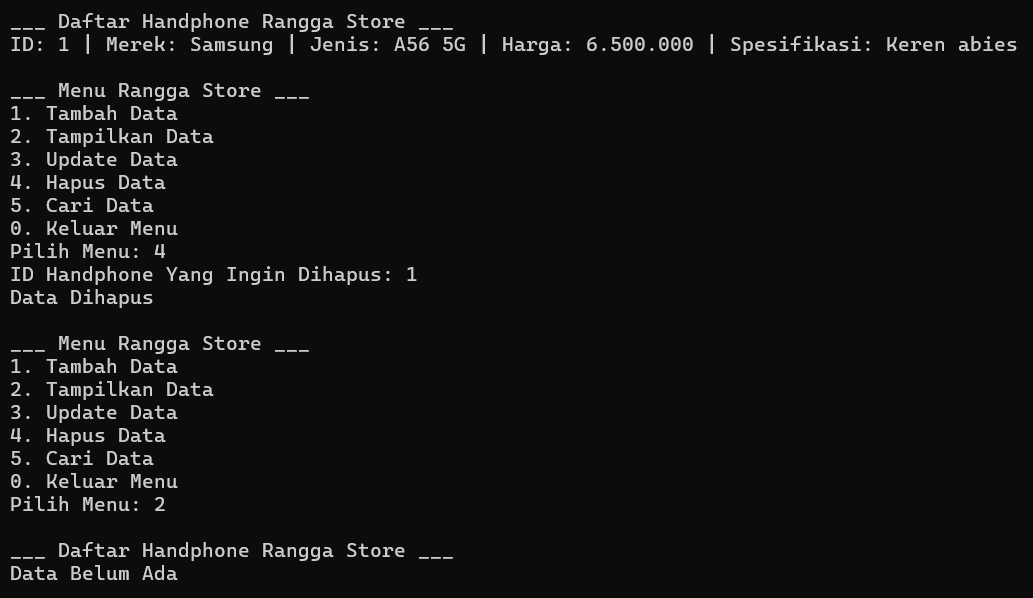 ___ Daftar Handphone Rangga Store ___
ID: 1 | Merek: Samsung | Jenis: A56 5G | Harga: 6.500.000 | Spesifikasi: Keren abies

___ Menu Rangga Store ___
1. Tambah Data
2. Tampilkan Data
3. Update Data
4. Hapus Data
5. Cari Data
0. Keluar Menu
Pilih Menu: 4
ID Handphone Yang Ingin Dihapus: 1
Data Dihapus

___ Menu Rangga Store ___
1. Tambah Data
2. Tampilkan Data
3. Update Data
4. Hapus Data
5. Cari Data
0. Keluar Menu
Pilih Menu: 2

___ Daftar Handphone Rangga Store ___
Data Belum Ada